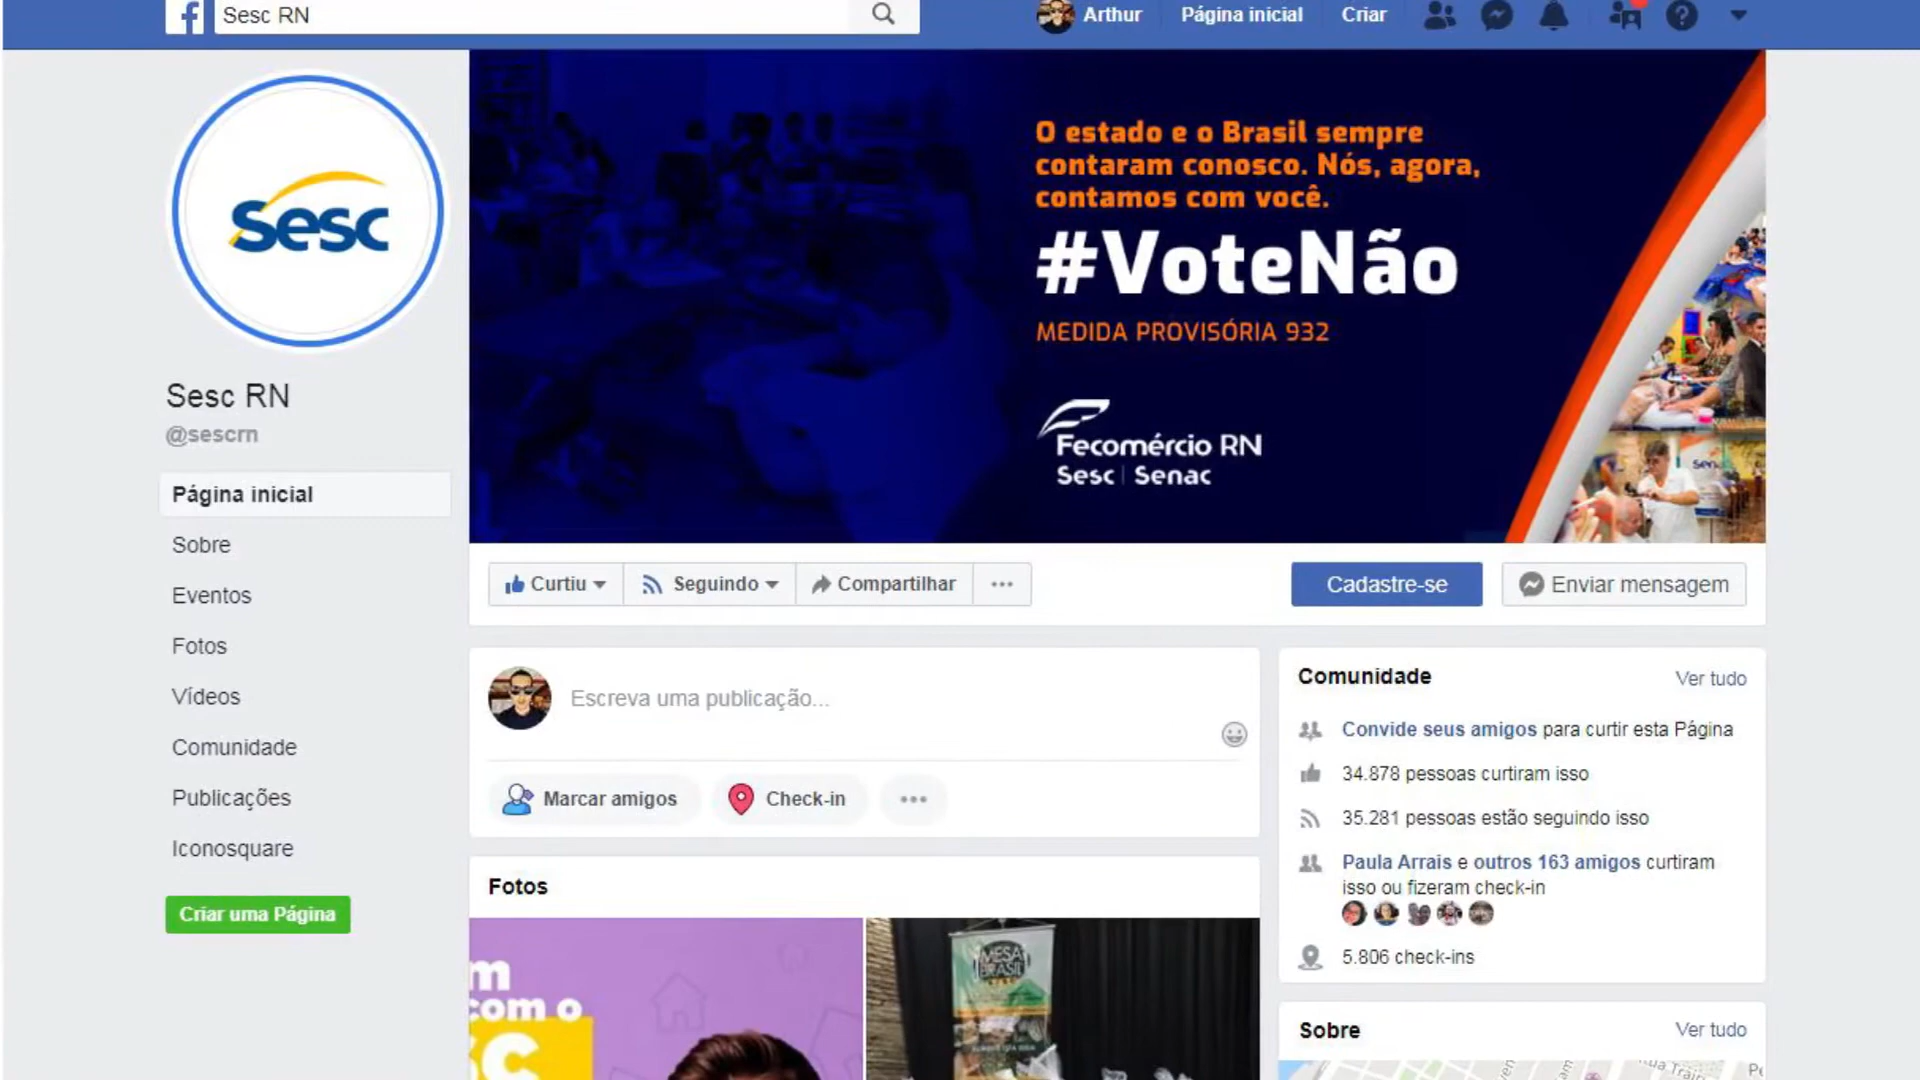 Sesc RN
Arthur
Página inicial
Criar
Sesc
Sesc RN
@sescrn
Página inicial
Sobre
Eventos
Fotos
Vídeos
Comunidade
Publicações
Iconosquare
Criar uma Página
O estado e o Brasil sempre
contaram conosco. Nós, agora,
contamos com você.
#VoteNão
MEDIDA PROVISÓRIA 932
Fecomércio RN
Sesc | Senac
Curtiu
Seguindo
Compartilhar
Cadastre-se
Enviar mensagem
Escreva uma publicação...
Marcar amigos
Check-in
Fotos
com o
MESA
BRASIL
Comunidade
Ver tudo
Convide seus amigos para curtir esta Página
34.878 pessoas curtiram isso
35.281 pessoas estão seguindo isso
Paula Arrais e outros 163 amigos curtiram
isso ou fizeram check-in
5.806 check-ins
Sobre
Ver tudo